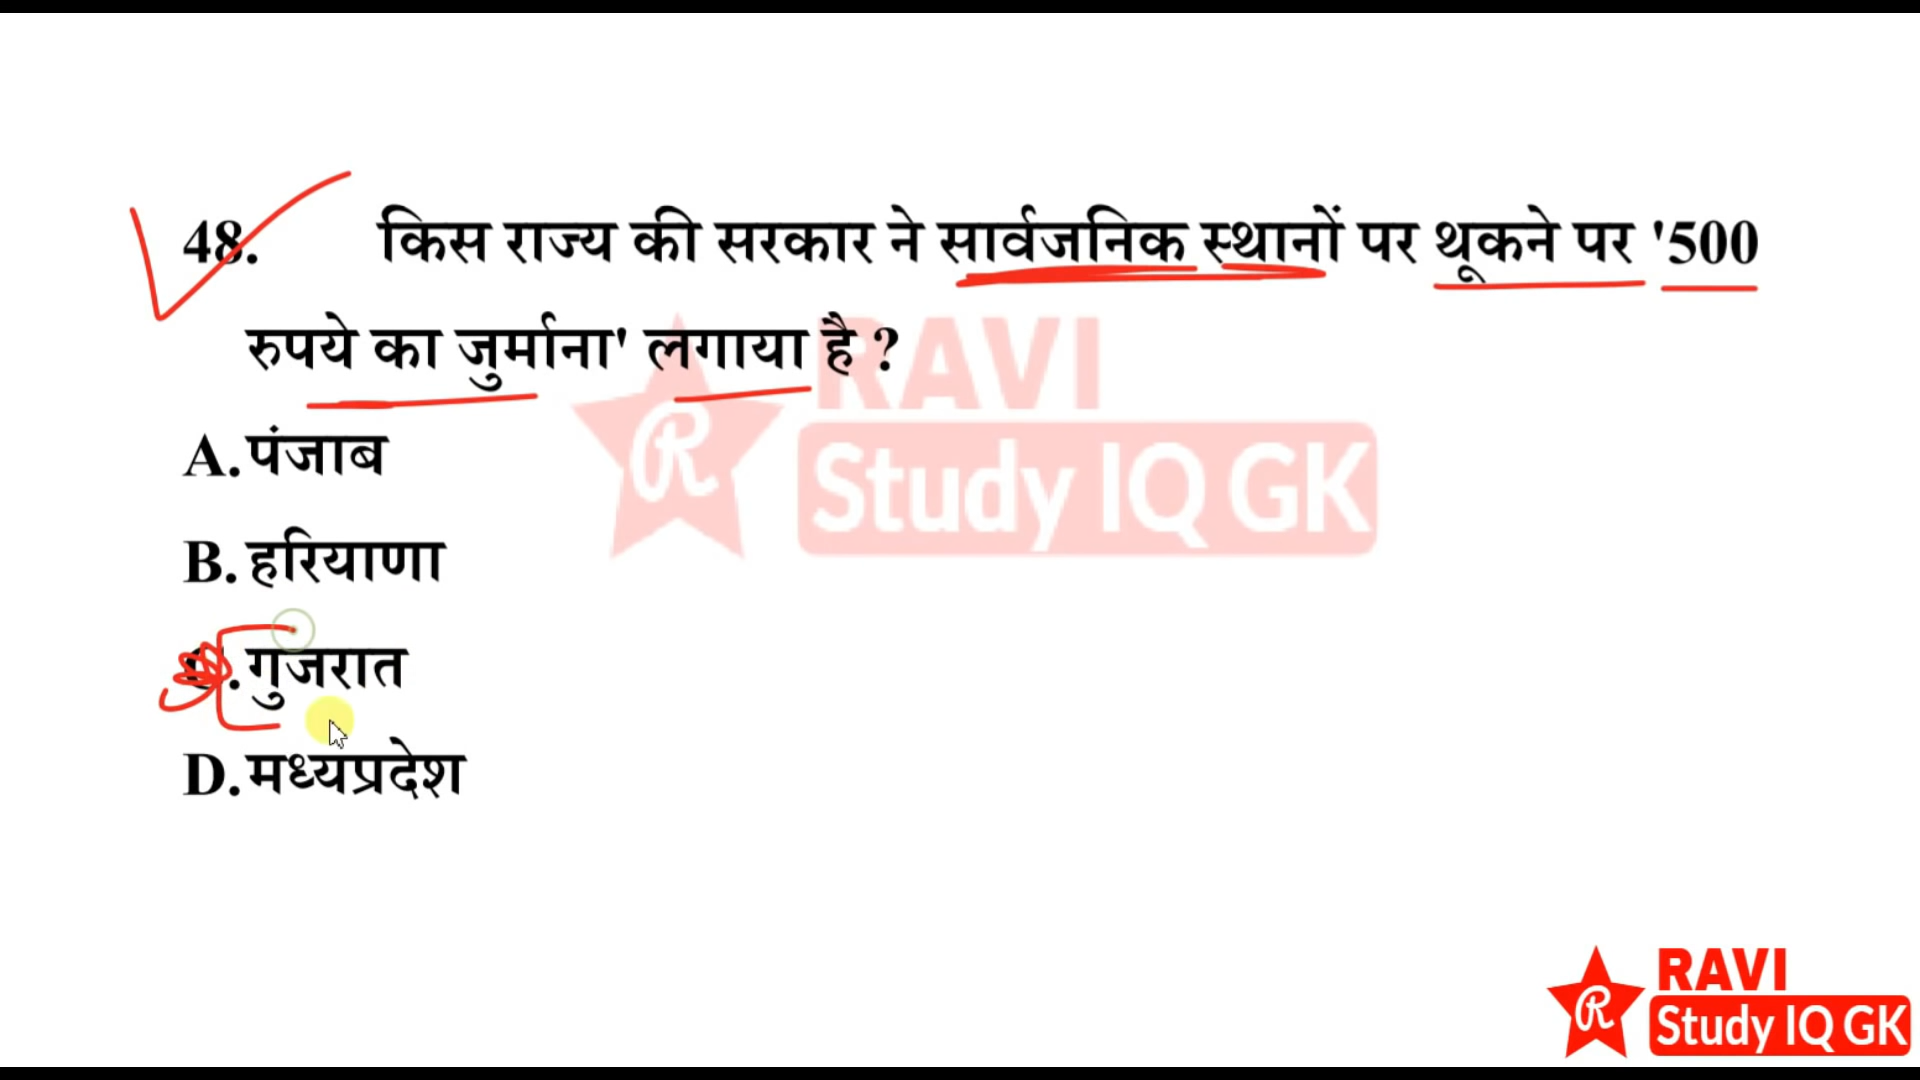 48. किस राज्य की सरकार ने सार्वजनिक स्थानों पर थूकने पर '500
रुपये का जुर्माना' लगाया है ?
A. पंजाब
B. हरियाणा
C. गुजरात
D. मध्यप्रदेश
RAVI
R
Study IQ GK
RAVI
R
Study IQ GK